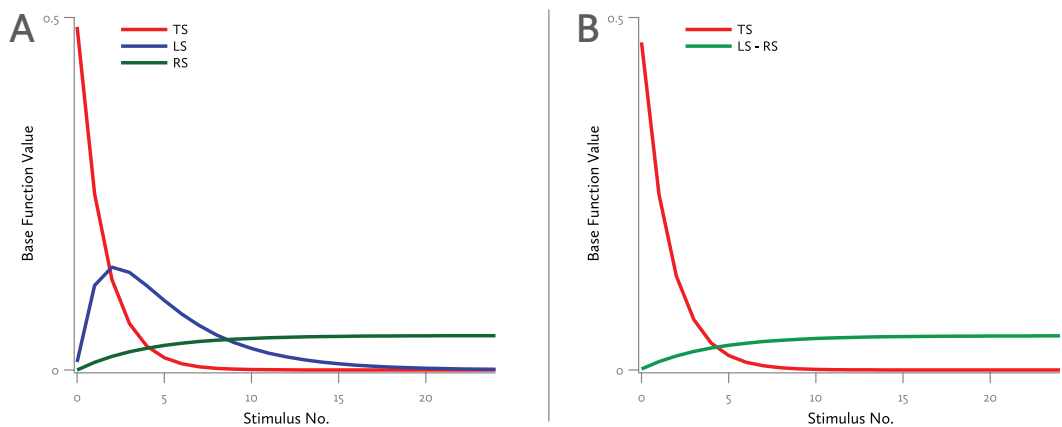 A
0.5
TS
LS
RS
Base Function Value
0
0 5 10 15 20
Stimulus No.
B
0.5
TS
LS - RS
Base Function Value
0
0 5 10 15 20
Stimulus No.